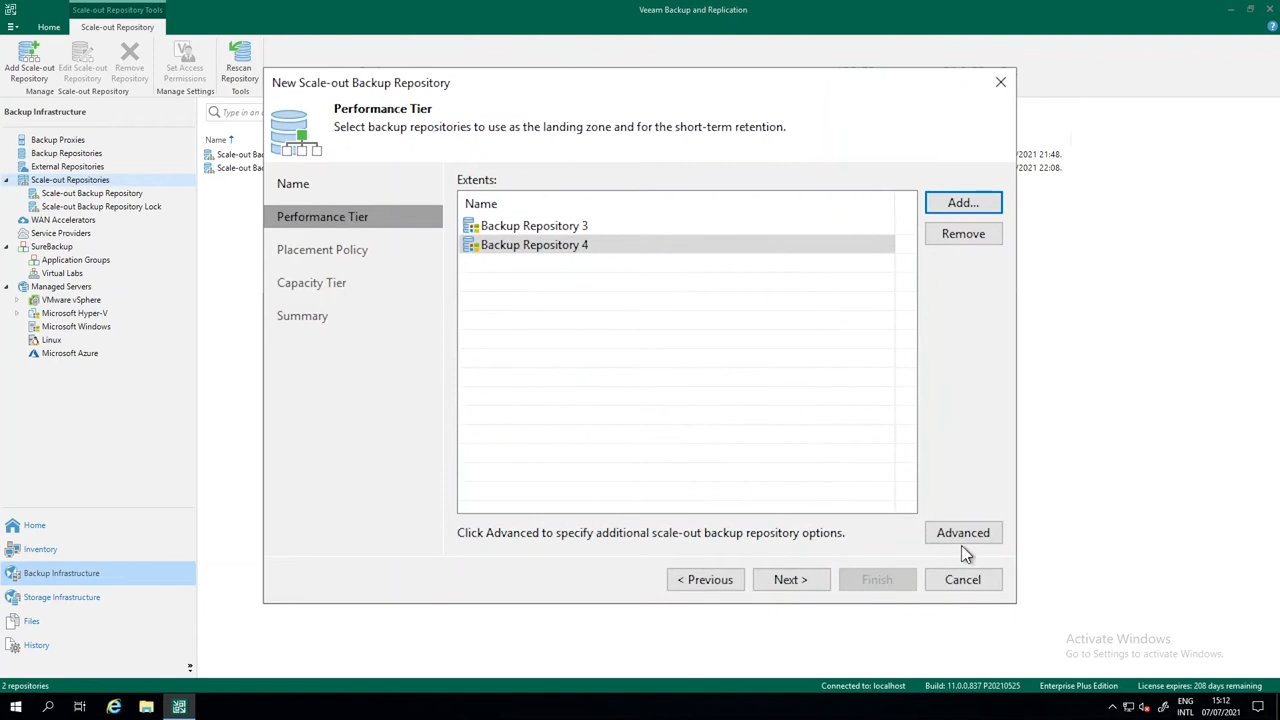 Scale-out Repository Tools
Veeam Backup and Replication
Home
Scale-out Repository
Add Scale-out
Repository
Edit Scale-out
Repository
Remove
Repository
Set Access
Permissions
Rescan
Repository
Manage Scale-out Repository
Manage Settings
Tools
Backup Infrastructure
Backup Proxies
Backup Repositories
External Repositories
Scale-out Repositories
Scale-out Backup Repository
Scale-out Backup Repository Lock
WAN Accelerators
Service Providers
SureBackup
Application Groups
Virtual Labs
Managed Servers
VMware vSphere
Microsoft Hyper-V
Microsoft Windows
Linux
Microsoft Azure
Home
Inventory
Backup Infrastructure
Storage Infrastructure
Files
History
Type in an
Name
Scale-out Ba
/2021 21:48.
Scale-out Ba
/2021 22:08.
New Scale-out Backup Repository
Performance Tier
Select backup repositories to use as the landing zone and for the short-term retention.
Name
Performance Tier
Placement Policy
Capacity Tier
Summary
Extents:
Name
Backup Repository 3
Backup Repository 4
Add...
Remove
Click Advanced to specify additional scale-out backup repository options.
Advanced
< Previous
Next >
Finish
Cancel
Activate Windows
Go to Settings to activate Windows.
2 repositories
Connected to: localhost
Build: 11.0.0.837 P20210525
Enterprise Plus Edition
License expires: 208 days remaining
ENG
INTL
15:12
07/07/2021